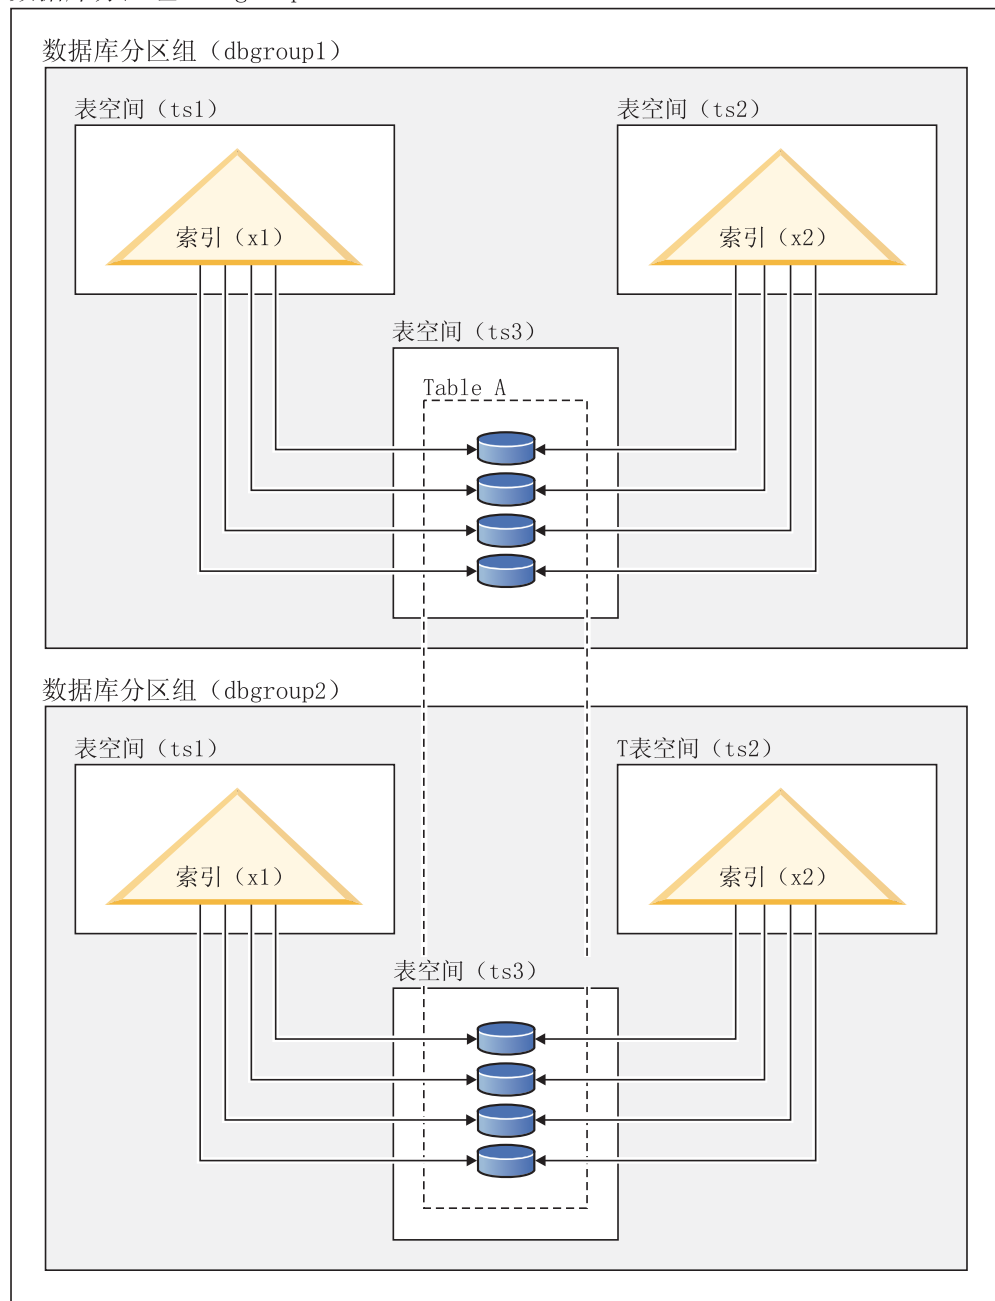 数据库分区组（dbgroup1）
表空间（ts1）
表空间（ts2）
索引（x1）
索引（x2）
表空间（ts3）
Table A
数据库分区组（dbgroup2）
表空间（ts1）
T表空间（ts2）
索引（x1）
索引（x2）
表空间（ts3）